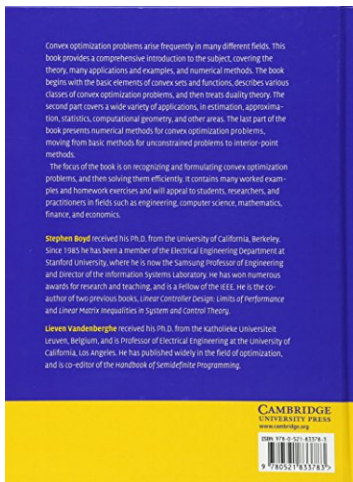 Convex optimization problems arise frequently in many different fields. This
book provides a comprehensive introduction to the subject, covering the
theory, many applications and examples, and numerical methods. The book
begins with the basic elements of convex sets and functions, describes various
classes of convex optimization problems, and then treats duality theory. The
second part covers a wide variety of applications, in estimation, approxima-
tion, statistics, computational geometry, and other areas. The last part of the
book presents numerical methods for convex optimization problems,
moving from basic methods for unconstrained problems to interior-point
methods.
The focus of the book is on recognizing and formulating convex optimization
problems, and then solving them efficiently. It contains many worked exam-
ples and homework exercises and will appeal to students, researchers, and
practitioners in fields such as engineering, computer science, mathematics,
finance, and economics.
Stephen Boyd received his Ph.D. from the University of California, Berkeley.
Since 1985 he has been a member of the Electrical Engineering Department at
Stanford University, where he is now the Samsung Professor of Engineering
and Director of the Information Systems Laboratory. He has won numerous
awards for research and teaching, and is a Fellow of the IEEE. He is the co-
author of two previous books, Linear Controller Design: Limits of Performance
and Linear Matrix Inequalities in System and Control Theory.
Lieven Vandenberghe received his Ph.D. from the Katholieke Universiteit
Leuven, Belgium, and is Professor of Electrical Engineering at the University of
California, Los Angeles. He has published widely in the field of optimization,
and is co-editor of the Handbook of Semidefinite Programming.
CAMBRIDGE
UNIVERSITY PRESS
www.cambridge.org
ISBN 978-0-521-83378-3
9 780521 833783 >